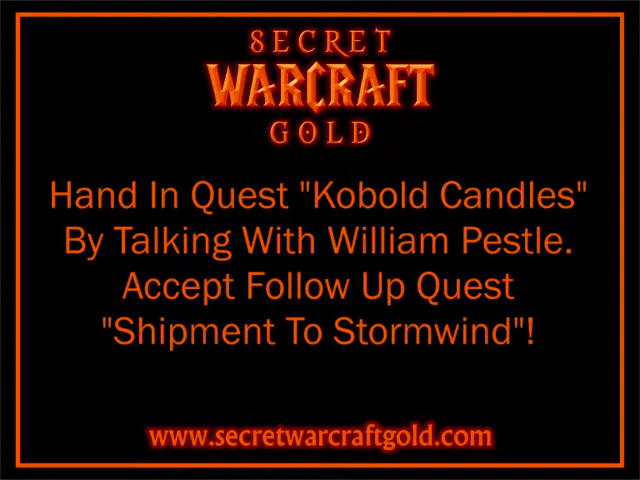 SECRET
WARCRAFT
GOLD
Hand In Quest "Kobold Candles"
By Talking With William Pestle.
Accept Follow Up Quest
"Shipment To Stormwind"!
www.secretwarcraftgold.com